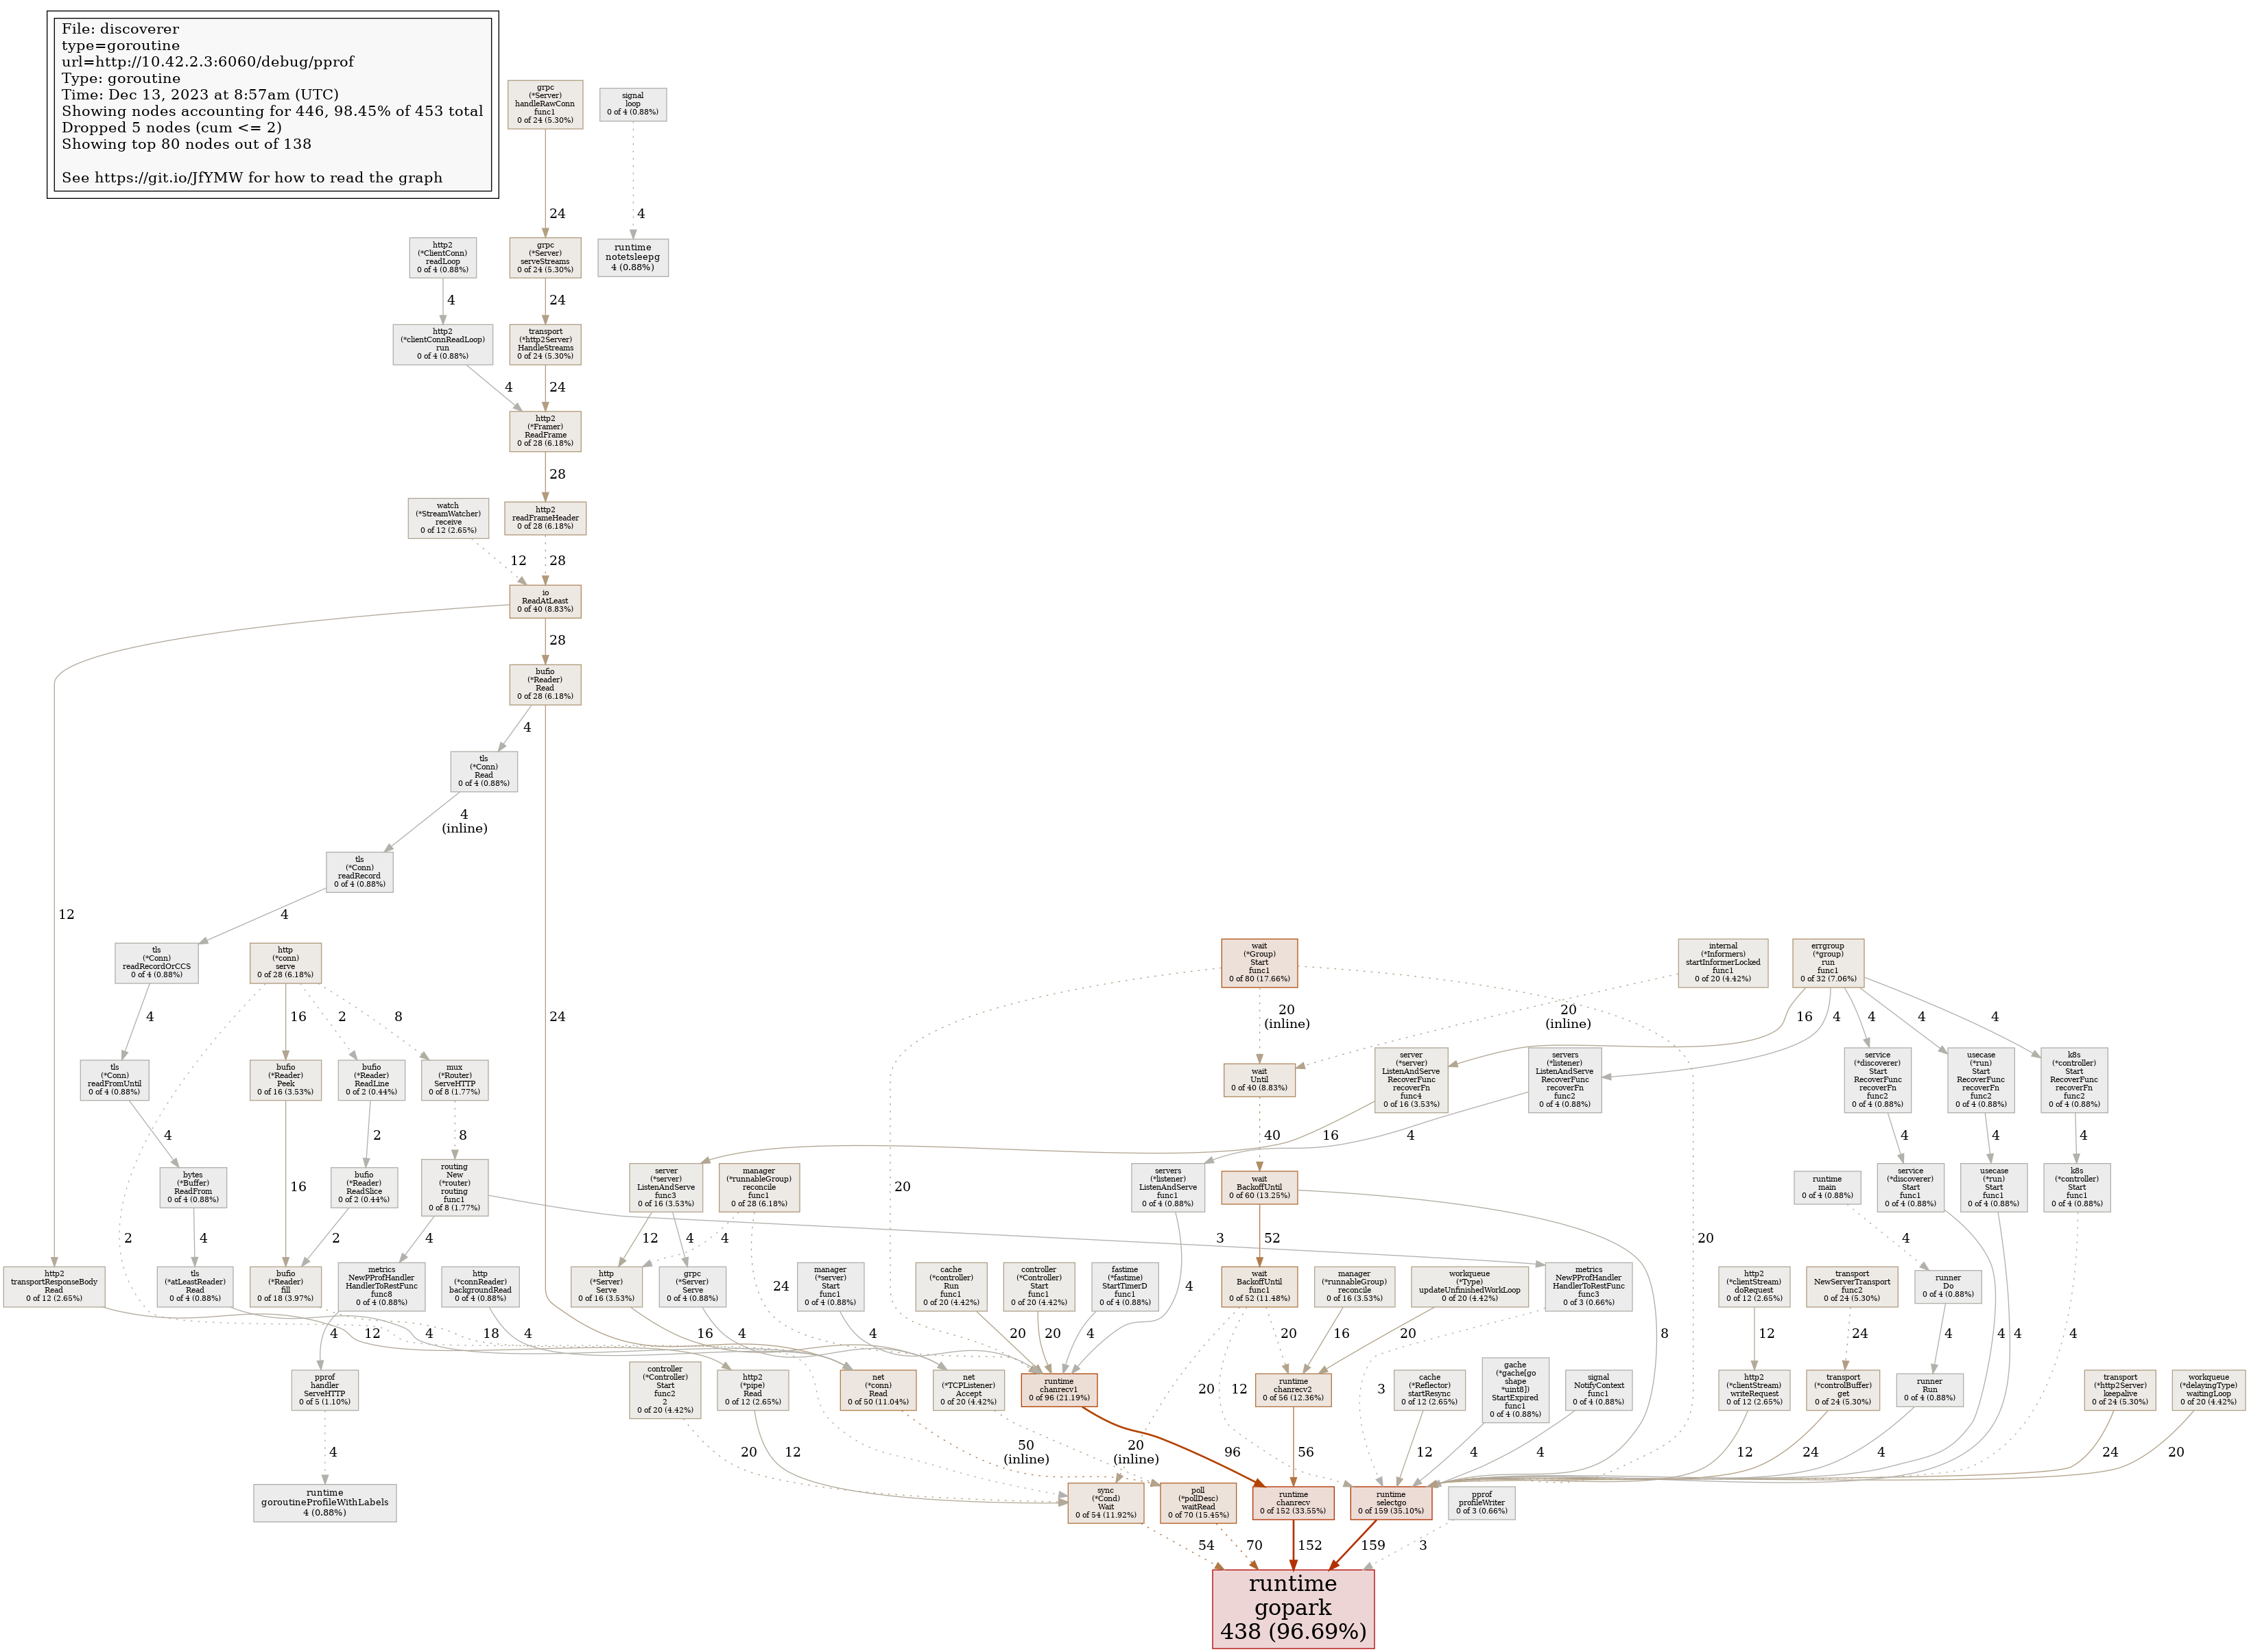 File: discoverer
type=goroutine
url=http://10.42.2.3:6060/debug/pprof
Type: goroutine
Time: Dec 13, 2023 at 8:57am (UTC)
Showing nodes accounting for 446, 98.45% of 453 total
Dropped 5 nodes (cum <= 2)
Showing top 80 nodes out of 138
See https://git.io/JfYMW for how to read the graph
grpc
(*Server)
handleRawConn
func1
0 of 24 (5.30%)
signal
loop
0 of 4 (0.88%)
24
4
http2
(*ClientConn)
readLoop
0 of 4 (0.88%)
grpc
(*Server)
serveStreams
0 of 24 (5.30%)
runtime
notetsleepg
4 (0.88%)
4
24
http2
(*clientConnReadLoop)
run
0 of 4 (0.88%)
transport
(*http2Server)
HandleStreams
0 of 24 (5.30%)
4
24
http2
(*Framer)
ReadFrame
0 of 28 (6.18%)
28
watch
(*StreamWatcher)
receive
0 of 12 (2.65%)
http2
readFrameHeader
0 of 28 (6.18%)
12
28
io
ReadAtLeast
0 of 40 (8.83%)
28
bufio
(*Reader)
Read
0 of 28 (6.18%)
4
tls
(*Conn)
Read
0 of 4 (0.88%)
4
(inline)
tls
(*Conn)
readRecord
0 of 4 (0.88%)
12
4
tls
(*Conn)
readRecordOrCCS
0 of 4 (0.88%)
http
(*conn)
serve
0 of 28 (6.18%)
wait
(*Group)
Start
func1
0 of 80 (17.66%)
internal
(*Informers)
startInformerLocked
func1
0 of 20 (4.42%)
errgroup
(*group)
run
func1
0 of 32 (7.06%)
4
16
2
8
24
20
(inline)
20
(inline)
16
4
4
4
4
tls
(*Conn)
readFromUntil
0 of 4 (0.88%)
bufio
(*Reader)
Peek
0 of 16 (3.53%)
bufio
(*Reader)
ReadLine
0 of 2 (0.44%)
mux
(*Router)
ServeHTTP
0 of 8 (1.77%)
wait
Until
0 of 40 (8.83%)
server
(*server)
ListenAndServe
RecoverFunc
recoverFn
func4
0 of 16 (3.53%)
servers
(*listener)
ListenAndServe
RecoverFunc
recoverFn
func2
0 of 4 (0.88%)
service
(*discoverer)
Start
RecoverFunc
recoverFn
func2
0 of 4 (0.88%)
usecase
(*run)
Start
RecoverFunc
recoverFn
func2
0 of 4 (0.88%)
k8s
(*controller)
Start
RecoverFunc
recoverFn
func2
0 of 4 (0.88%)
4
2
8
40
16
4
4
4
4
bytes
(*Buffer)
ReadFrom
0 of 4 (0.88%)
16
bufio
(*Reader)
ReadSlice
0 of 2 (0.44%)
routing
New
(*router)
routing
func1
0 of 8 (1.77%)
server
(*server)
ListenAndServe
func3
0 of 16 (3.53%)
manager
(*runnableGroup)
reconcile
func1
0 of 28 (6.18%)
20
servers
(*listener)
ListenAndServe
func1
0 of 4 (0.88%)
wait
BackoffUntil
0 of 60 (13.25%)
runtime
main
0 of 4 (0.88%)
service
(*discoverer)
Start
func1
0 of 4 (0.88%)
usecase
(*run)
Start
func1
0 of 4 (0.88%)
k8s
(*controller)
Start
func1
0 of 4 (0.88%)
2
4
2
4
12
4
4
3
52
20
4
http2
transportResponseBody
Read
0 of 12 (2.65%)
tls
(*atLeastReader)
Read
0 of 4 (0.88%)
bufio
(*Reader)
fill
0 of 18 (3.97%)
metrics
NewPProfHandler
HandlerToRestFunc
func8
0 of 4 (0.88%)
http
(*connReader)
backgroundRead
0 of 4 (0.88%)
http
(*Server)
Serve
0 of 16 (3.53%)
grpc
(*Server)
Serve
0 of 4 (0.88%)
24
manager
(*server)
Start
func1
0 of 4 (0.88%)
cache
(*controller)
Run
func1
0 of 20 (4.42%)
controller
(*Controller)
Start
func1
0 of 20 (4.42%)
fastime
(*fastime)
StartTimerD
func1
0 of 4 (0.88%)
4
wait
BackoffUntil
func1
0 of 52 (11.48%)
manager
(*runnableGroup)
reconcile
0 of 16 (3.53%)
workqueue
(*Type)
updateUnfinishedWorkLoop
0 of 20 (4.42%)
metrics
NewPProfHandler
HandlerToRestFunc
func3
0 of 3 (0.66%)
http2
(*clientStream)
doRequest
0 of 12 (2.65%)
transport
NewServerTransport
func2
0 of 24 (5.30%)
runner
Do
0 of 4 (0.88%)
4
12
4
18
4
16
4
4
20
20
4
20
16
20
8
12
24
4
4
4
4
pprof
handler
ServeHTTP
0 of 5 (1.10%)
controller
(*Controller)
Start
func2
2
0 of 20 (4.42%)
http2
(*pipe)
Read
0 of 12 (2.65%)
net
(*conn)
Read
0 of 50 (11.04%)
net
(*TCPListener)
Accept
0 of 20 (4.42%)
runtime
chanrecv1
0 of 96 (21.19%)
20
12
runtime
chanrecv2
0 of 56 (12.36%)
3
cache
(*Reflector)
startResync
0 of 12 (2.65%)
gache
(*gache[go
shape
*uint8])
StartExpired
func1
0 of 4 (0.88%)
signal
NotifyContext
func1
0 of 4 (0.88%)
http2
(*clientStream)
writeRequest
0 of 12 (2.65%)
transport
(*controlBuffer)
get
0 of 24 (5.30%)
runner
Run
0 of 4 (0.88%)
transport
(*http2Server)
keepalive
0 of 24 (5.30%)
workqueue
(*delayingType)
waitingLoop
0 of 20 (4.42%)
4
20
12
50
(inline)
20
(inline)
96
56
12
4
4
12
24
4
24
20
runtime
goroutineProfileWithLabels
4 (0.88%)
sync
(*Cond)
Wait
0 of 54 (11.92%)
poll
(*pollDesc)
waitRead
0 of 70 (15.45%)
runtime
chanrecv
0 of 152 (33.55%)
runtime
selectgo
0 of 159 (35.10%)
pprof
profileWriter
0 of 3 (0.66%)
54
70
152
159
3
runtime
gopark
438 (96.69%)